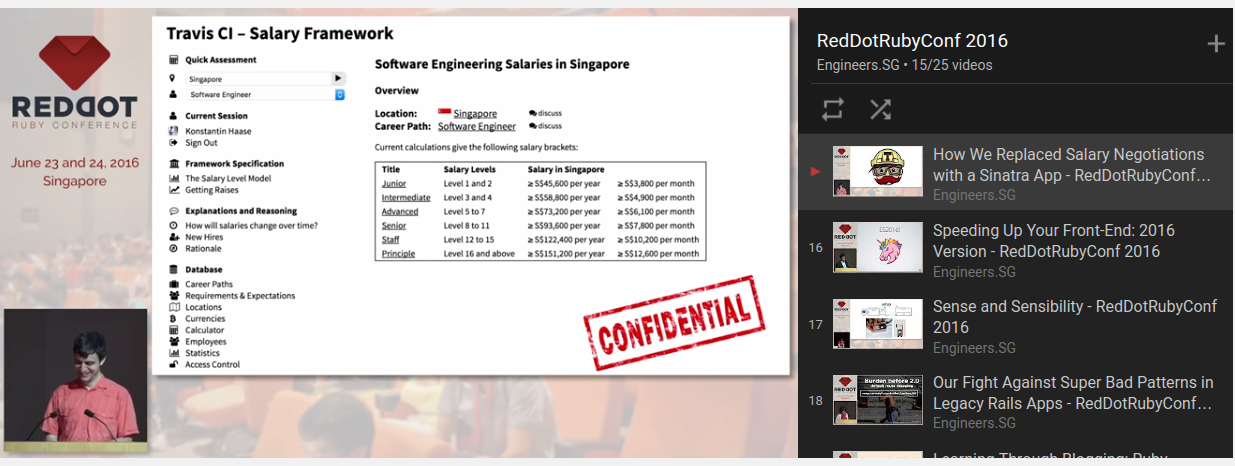 REDDOT
RUBY CONFERENCE
June 23 and 24, 2016
Singapore
Travis CI – Salary Framework
Quick Assessment
Singapore
Software Engineer
Current Session
Konstantin Haase
Sign Out
Framework Specification
The Salary Level Model
Getting Raises
Explanations and Reasoning
How will salaries change over time?
New Hires
Rationale
Database
Career Paths
Requirements & Expectations
Locations
Currencies
Calculator
Employees
Statistics
Access Control
Software Engineering Salaries in Singapore
Overview
Location: Singapore discuss
Career Path: Software Engineer discuss
Current calculations give the following salary brackets:
Title Salary Levels Salary in Singapore
Junior Level 1 and 2 ≥ S$45,600 per year ≥ S$3,800 per month
Intermediate Level 3 and 4 ≥ S$58,800 per year ≥ S$4,900 per month
Advanced Level 5 to 7 ≥ S$73,200 per year ≥ S$6,100 per month
Senior Level 8 to 11 ≥ S$93,600 per year ≥ S$7,800 per month
Staff Level 12 to 15 ≥ S$122,400 per year ≥ S$10,200 per month
Principle Level 16 and above ≥ S$151,200 per year ≥ S$12,600 per month
CONFIDENTIAL
RedDotRubyConf 2016
Engineers.SG • 15/25 videos
How We Replaced Salary Negotiations
with a Sinatra App - RedDotRubyConf...
Engineers.SG
16
Speeding Up Your Front-End: 2016
Version - RedDotRubyConf 2016
Engineers.SG
17
Sense and Sensibility - RedDotRubyConf
2016
Engineers.SG
18
Burden before 2.0
Our Fight Against Super Bad Patterns in
Legacy Rails Apps - RedDotRubyConf...
Engineers.SG
Learning Through Blogging: Ruby